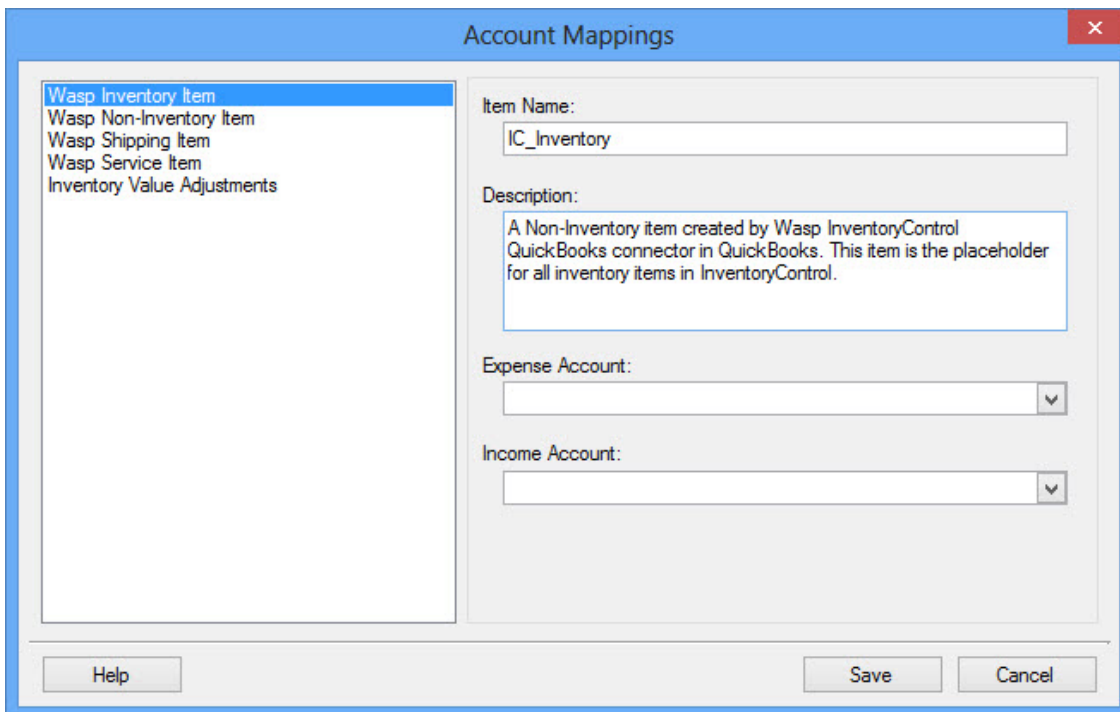 Account Mappings
Wasp Inventory Item
Wasp Non-Inventory Item
Wasp Shipping Item
Wasp Service Item
Inventory Value Adjustments
Item Name:
IC_Inventory
Description:
A Non-Inventory item created by Wasp InventoryControl
QuickBooks connector in QuickBooks. This item is the placeholder
for all inventory items in InventoryControl.
Expense Account:
Income Account:
Help
Save
Cancel